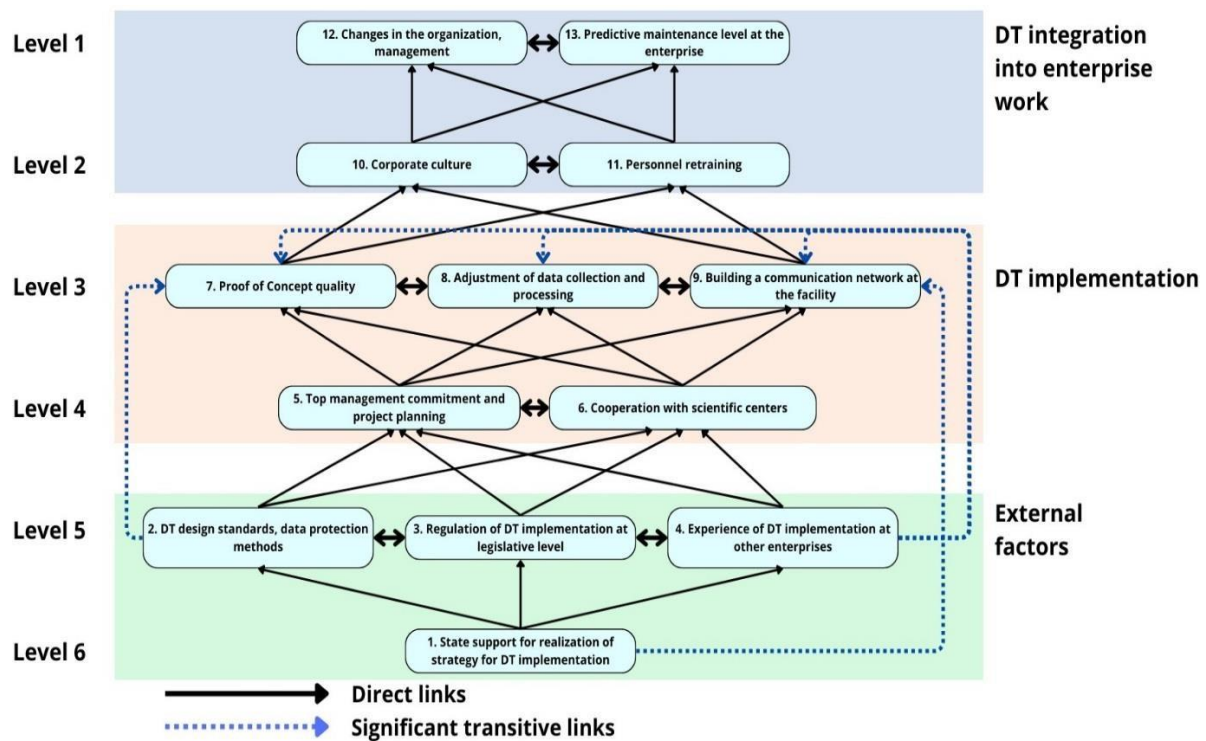 Level 1
12. Changes in the organization,
management
13. Predictive maintenance level at the
enterprise
DT integration
into enterprise
work
Level 2
10. Corporate culture
11. Personnel retraining
Level 3
7. Proof of Concept quality
8. Adjustment of data collection and
processing
9. Building a communication network at
the facility
DT implementation
Level 4
5. Top management commitment and
project planning
6. Cooperation with scientific centers
Level 5
2. DT design standards, data protection
methods
3. Regulation of DT implementation at
legislative level
4. Experience of DT implementation at
other enterprises
External
factors
Level 6
1. State support for realization of
strategy for DT implementation
Direct links
Significant transitive links